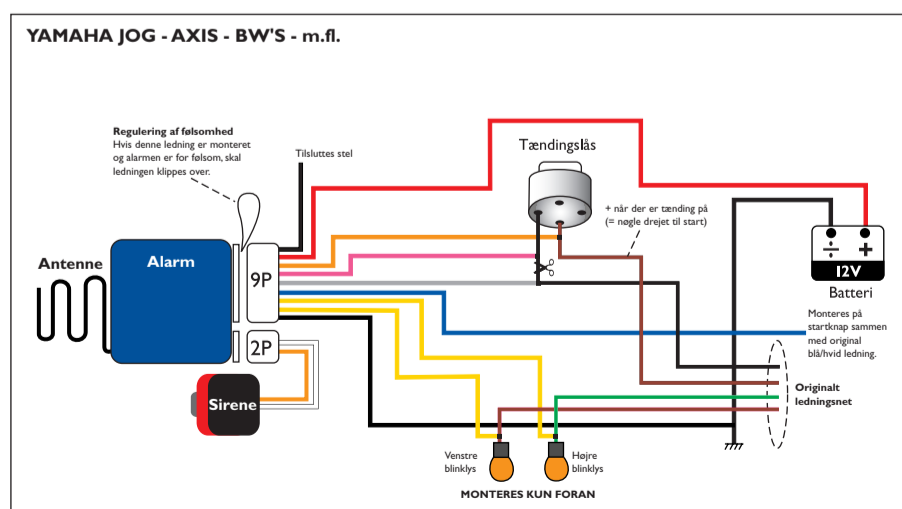 YAMAHA JOG - AXIS - BW'S - m.fl.
Regulering af følsomhed
Hvis denne ledning er monteret
og alarmen er for følsom, skal
ledningen klippes over.
Tilsluttes stel
Tændingslås
+ når der er tænding på
(= nøgle drejet til start)
Antenne
Alarm
9P
2P
Sirene
÷ +
12V
Batteri
Monteres på
startknap sammen
med original
blå/hvid ledning.
Originalt
ledningsnet
Venstre
blinklys
Højre
blinklys
MONTERES KUN FORAN